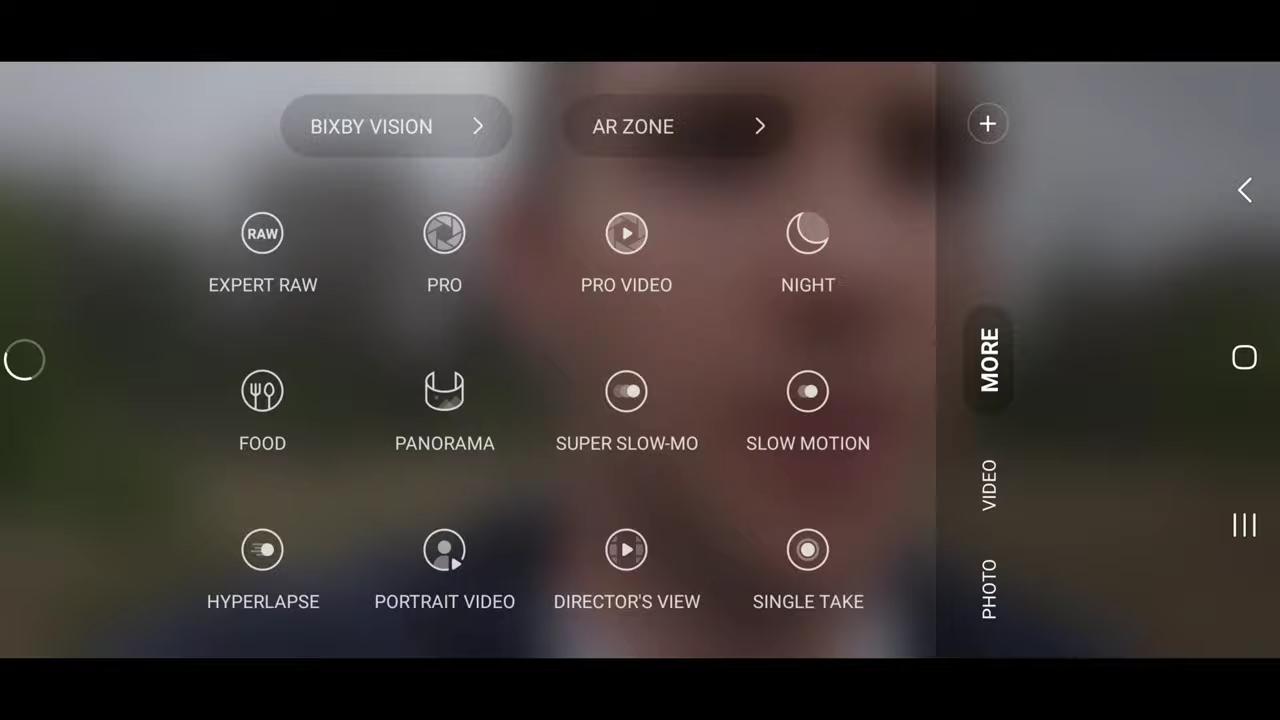 BIXBY VISION
AR ZONE
RAW
EXPERT RAW
PRO
PRO VIDEO
NIGHT
FOOD
PANORAMA
SUPER SLOW-MO
SLOW MOTION
HYPERLAPSE
PORTRAIT VIDEO
DIRECTOR'S VIEW
SINGLE TAKE
MORE
VIDEO
PHOTO